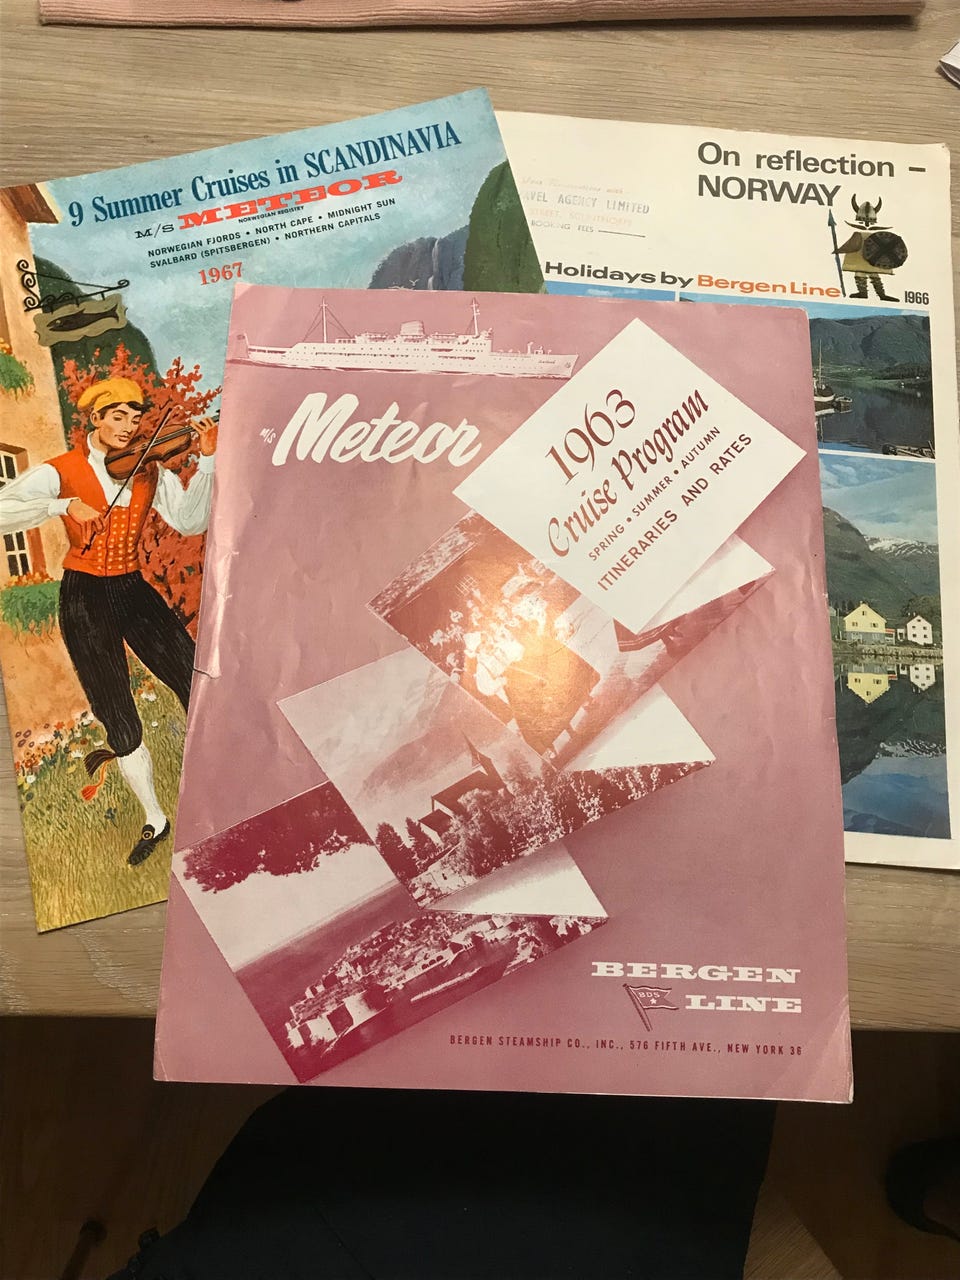 9 Summer Cruises in SCANDINAVIA
M/S METEOR
NORWEGIAN REGISTRY
NORWEGIAN FJORDS • NORTH CAPE • MIDNIGHT SUN
SVALBARD (SPITSBERGEN) • NORTHERN CAPITALS
1967
On reflection –
NORWAY
AGENCY LIMITED
STREET, SCUNTHORPE
BOOKING FEES
Holidays by Bergen Line
1966
M/S Meteor
1963
Cruise Program
SPRING • SUMMER • AUTUMN
ITINERARIES AND RATES
BERGEN
BDS
LINE
BERGEN STEAMSHIP CO., INC., 576 FIFTH AVE., NEW YORK 36